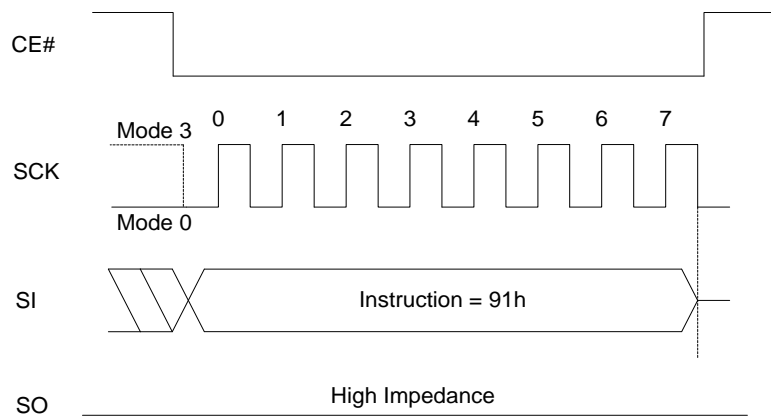 CE#
0 1 2 3 4 5 6 7
Mode 3
SCK
Mode 0
SI
Instruction = 91h
SO
High Impedance